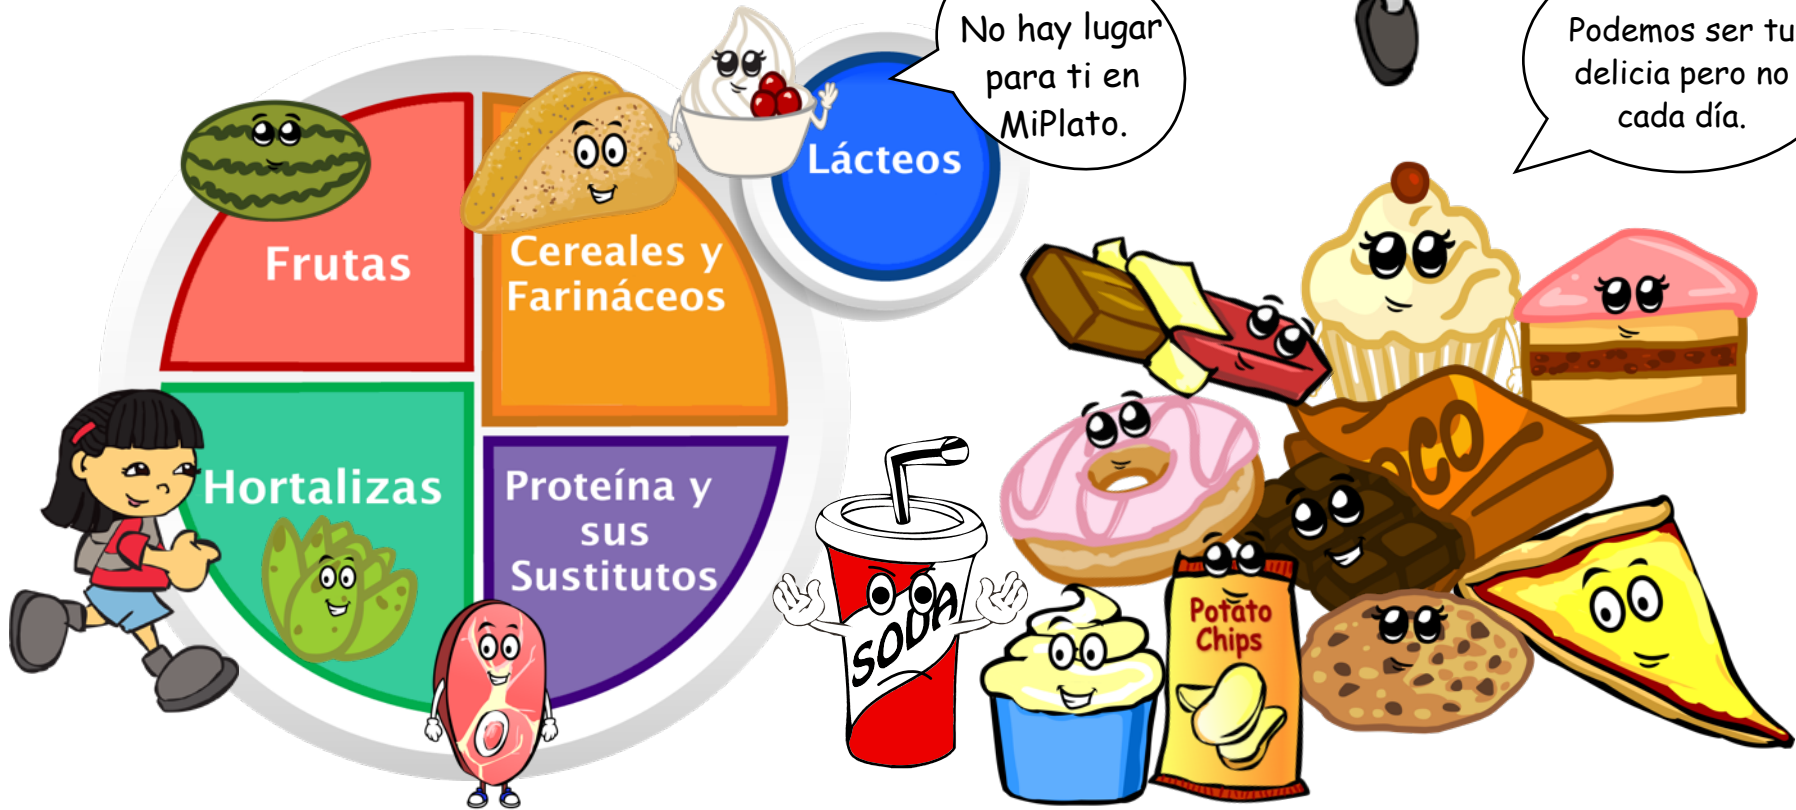 No hay lugar
para ti en
MiPlato.
Podemos ser tu
delicia pero no
cada día.
Lácteos
Frutas
Cereales y
Farináceos
Hortalizas
Proteína y
sus
Sustitutos
SODA
OCO
Potato
Chips